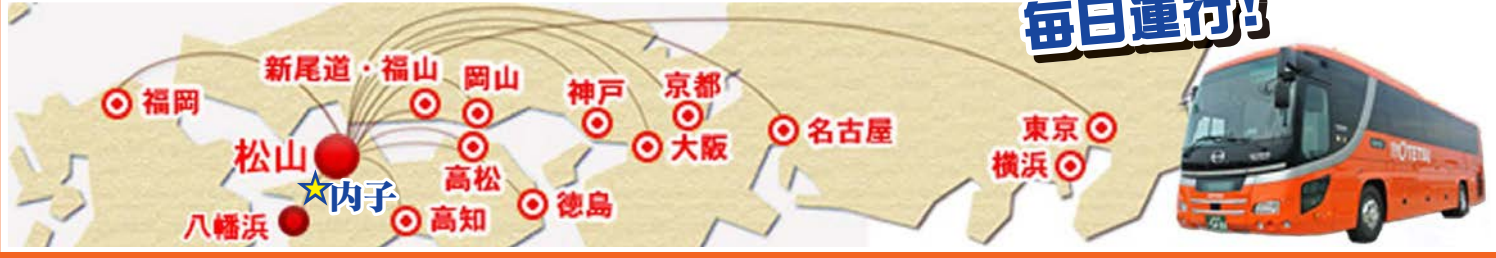 毎日運行!
福岡
新尾道・福山
岡山
神戸
京都
大阪
名古屋
東京
横浜
松山
高松
内子
八幡浜
高知
徳島
IYOTETSU